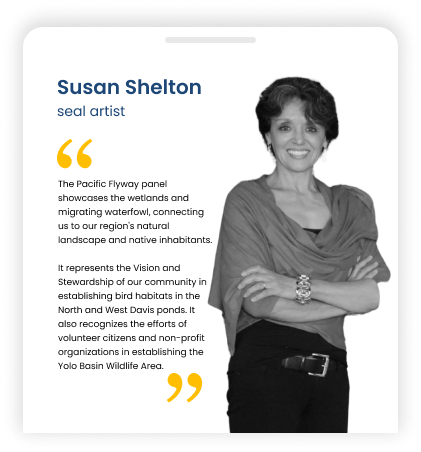 Susan Shelton
seal artist
“
The Pacific Flyway panel
showcases the wetlands and
migrating waterfowl, connecting
us to our region's natural
landscape and native inhabitants.
It represents the Vision and
Stewardship of our community in
establishing bird habitats in the
North and West Davis ponds. It
also recognizes the efforts of
volunteer citizens and non-profit
organizations in establishing the
Yolo Basin Wildlife Area.
”